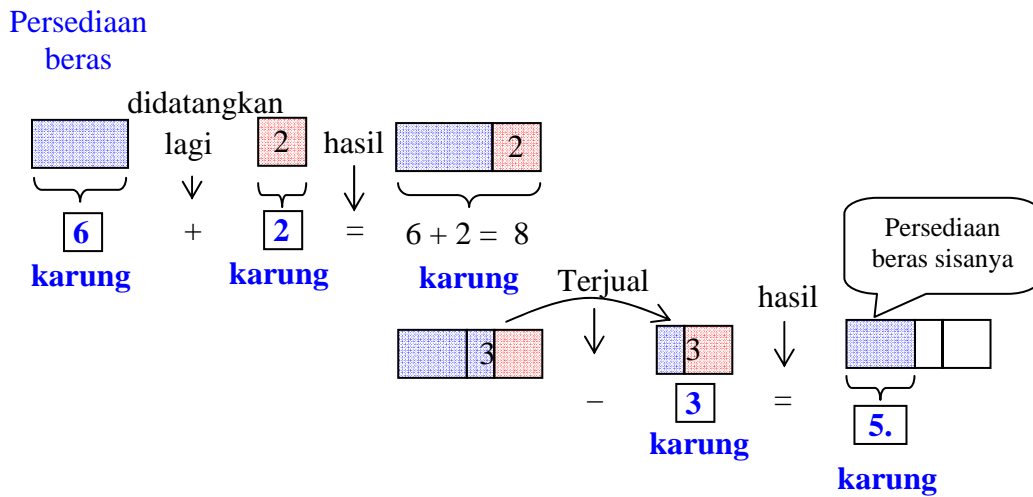 Persediaan
beras
didatangkan
lagi
2
hasil
2
6
+
2
=
6 + 2 = 8
karung
karung
karung
Persediaan
beras sisanya
Terjual
hasil
3
3
–
3
=
5.
karung
karung